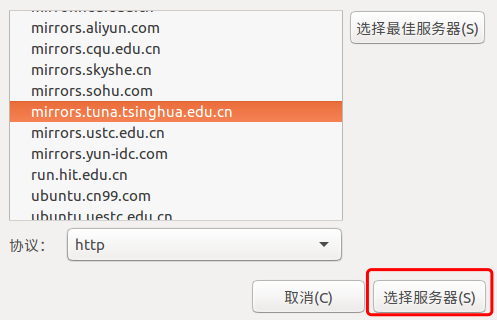 选择最佳服务器(S)
mirrors.aliyun.com
mirrors.cqu.edu.cn
mirrors.skyshe.cn
mirrors.sohu.com
mirrors.tuna.tsinghua.edu.cn
mirrors.ustc.edu.cn
mirrors.yun-idc.com
run.hit.edu.cn
ubuntu.cn99.com
ubuntu.uestc.edu.cn
协议： http
取消(C) 选择服务器(S)